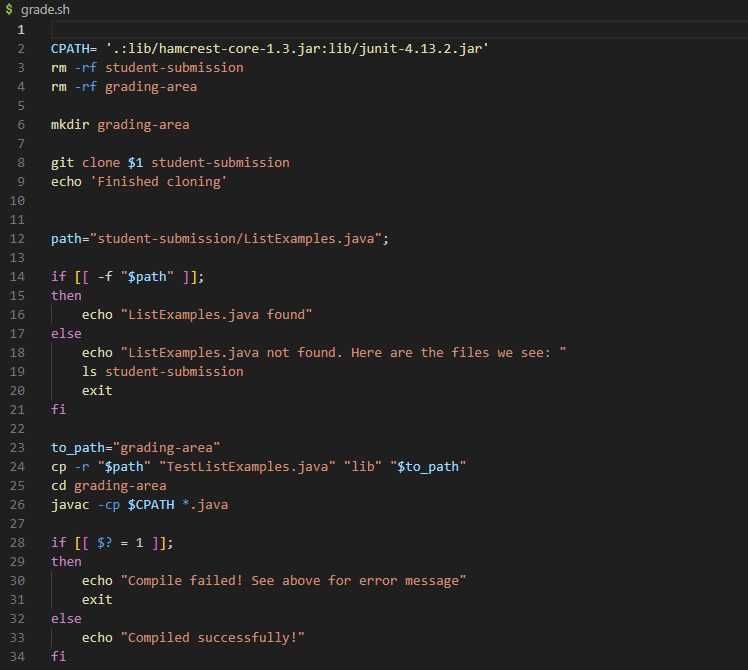 $ grade.sh
1
2 CPATH= '.:lib/hamcrest-core-1.3.jar:lib/junit-4.13.2.jar'
3 rm -rf student-submission
4 rm -rf grading-area
5
6 mkdir grading-area
7
8 git clone $1 student-submission
9 echo 'Finished cloning'
10
11
12 path="student-submission/ListExamples.java";
13
14 if [[ -f "$path" ]];
15 then
16     echo "ListExamples.java found"
17 else
18     echo "ListExamples.java not found. Here are the files we see: "
19     ls student-submission
20     exit
21 fi
22
23 to_path="grading-area"
24 cp -r "$path" "TestListExamples.java" "lib" "$to_path"
25 cd grading-area
26 javac -cp $CPATH *.java
27
28 if [[ $? = 1 ]];
29 then
30     echo "Compile failed! See above for error message"
31     exit
32 else
33     echo "Compiled successfully!"
34 fi